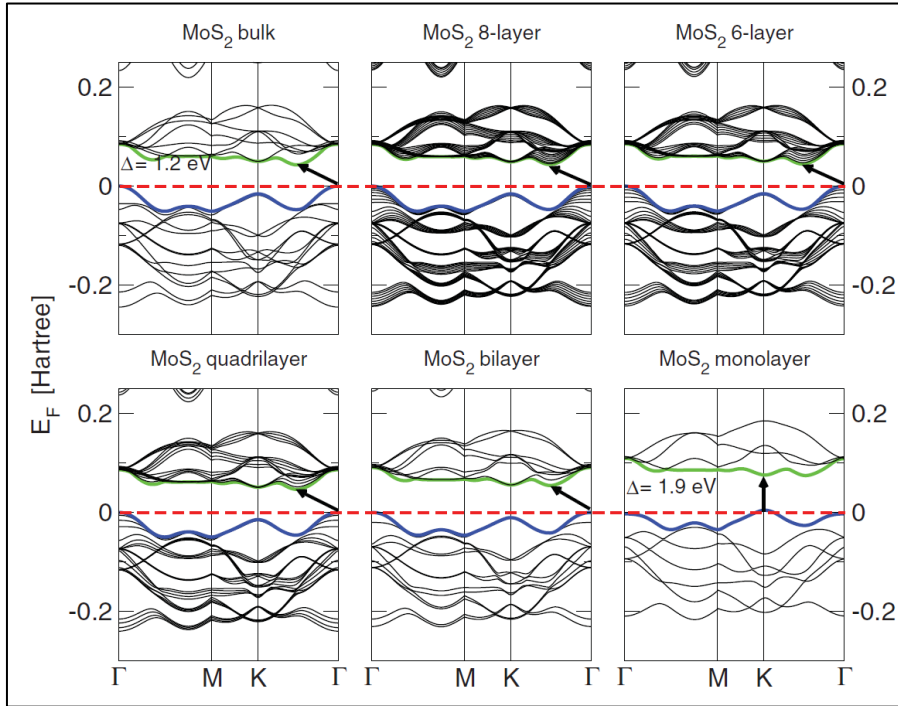 MoS₂ bulk
MoS₂ 8-layer
MoS₂ 6-layer
0.2
0
-0.2
Δ= 1.2 eV
0.2
0
-0.2
E_F [Hartree]
MoS₂ quadrilayer
MoS₂ bilayer
MoS₂ monolayer
0.2
0
-0.2
Δ= 1.9 eV
0.2
0
-0.2
Γ M K Γ
Γ M K Γ
Γ M K Γ